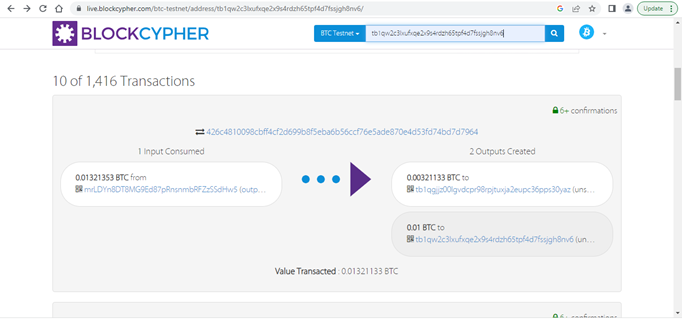 live.blockcypher.com/btc-testnet/address/tb1qw2c3lxufxqe2x9s4rdzh65tpf4d7fssjgh8nv6/
Update
BLOCKCYPHER
BTC Testnet
tb1qw2c3lxufxqe2x9s4rdzh65tpf4d7fssjgh8nv6
10 of 1,416 Transactions
6+ confirmations
426c4810098cbff4cf2d699b8f5eba6b56ccf76e5ade870e4d53fd74bd7d7964
1 Input Consumed
2 Outputs Created
0.01321353 BTC from
mrLDYn8DTBMG9Ed87pRnsnmbRFZzSSdHw5 (outp...
0.00321133 BTC to
tb1qgjjz00lgvdcpr98rpjtuxja2eupc36pps30yaz (uns...
0.01 BTC to
tb1qw2c3lxufxqe2x9s4rdzh65tpf4d7fssjgh8nv6 (un...
Value Transacted : 0.01321133 BTC
6+ confirmations